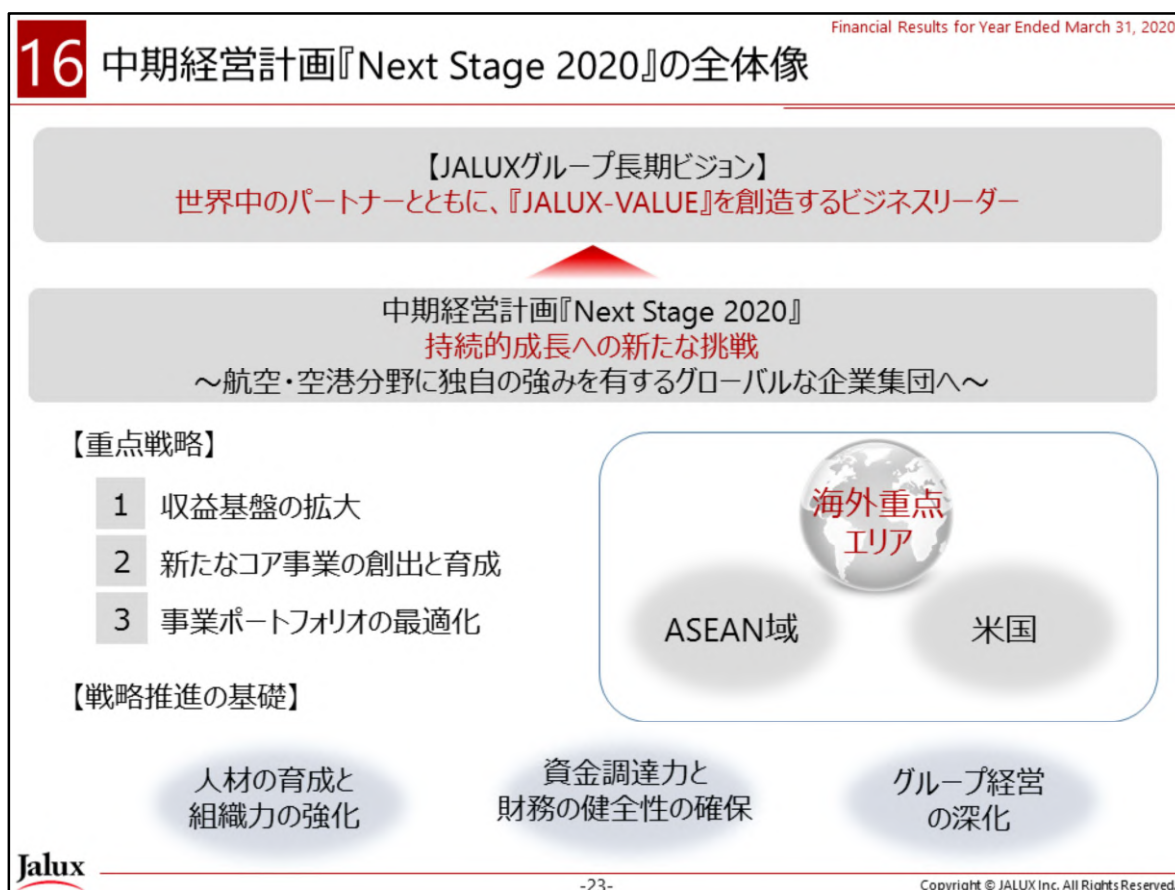 Financial Results for Year Ended March 31, 2020
16 中期経営計画『Next Stage 2020』の全体像
【JALUXグループ長期ビジョン】
世界中のパートナーとともに、『JALUX-VALUE』を創造するビジネスリーダー
中期経営計画『Next Stage 2020』
持続的成長への新たな挑戦
～航空・空港分野に独自の強みを有するグローバルな企業集団へ～
【重点戦略】
1 収益基盤の拡大
2 新たなコア事業の創出と育成
3 事業ポートフォリオの最適化
海外重点
エリア
ASEAN域
米国
【戦略推進の基礎】
人材の育成と
組織力の強化
資金調達力と
財務の健全性の確保
グループ経営
の深化
Jalux
-23-
Copyright © JALUX Inc. All Rights Reserved.